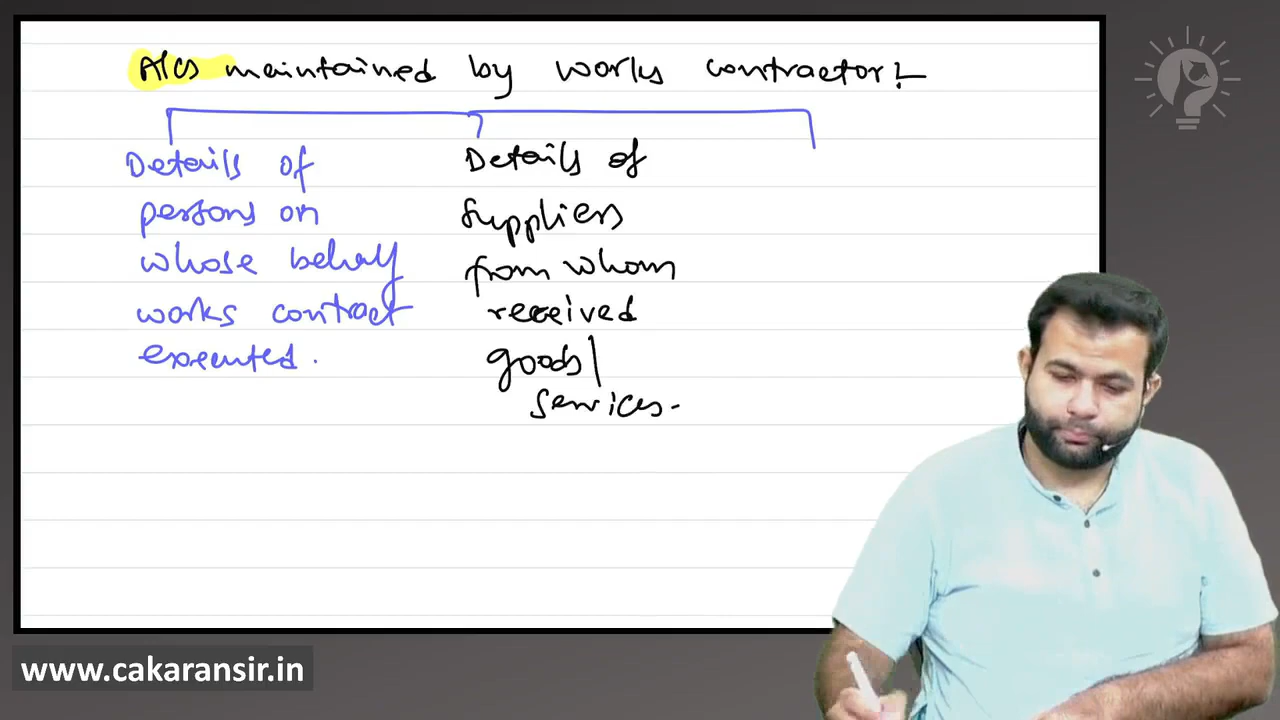 A/Cs maintained by works contractor:-
Details of
persons on
whose behalf
works contract
executed.
Details of
Suppliers
from whom
received
goods/
Services.
www.cakaransir.in